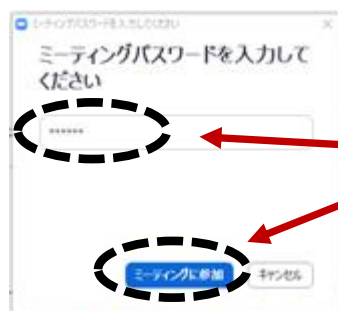 ミーティングパスワードを入力してください
ミーティングパスワードを入力して
ください
******
ミーティングに参加
キャンセル